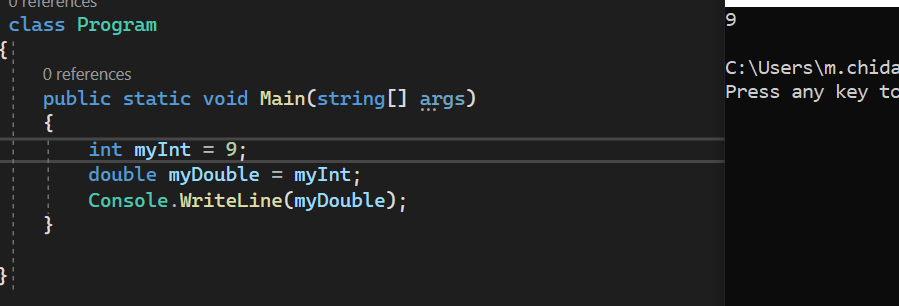 0 references
class Program
{
0 references
public static void Main(string[] args)
{
int myInt = 9;
double myDouble = myInt;
Console.WriteLine(myDouble);
}
}
9
C:\Users\m.chida
Press any key to